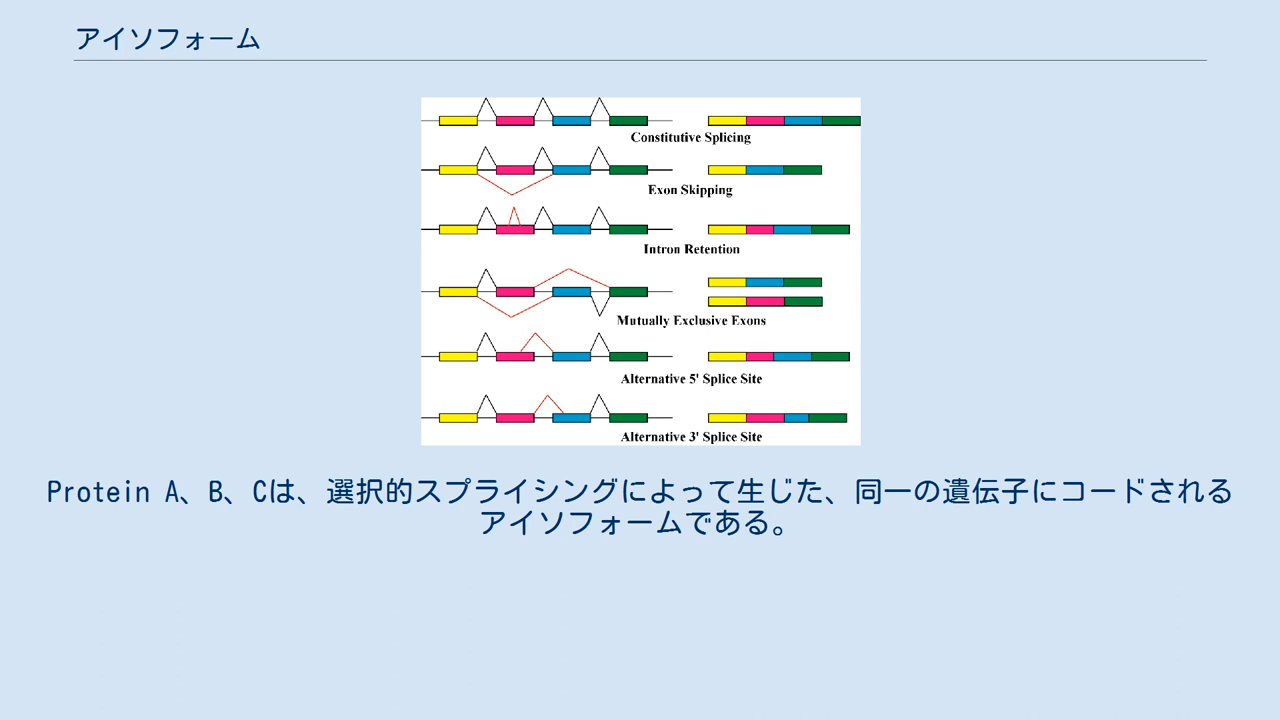 アイソフォーム
Constitutive Splicing
Exon Skipping
Intron Retention
Mutually Exclusive Exons
Alternative 5' Splice Site
Alternative 3' Splice Site
Protein A、B、Cは、選択的スプライシングによって生じた、同一の遺伝子にコードされる
アイソフォームである。